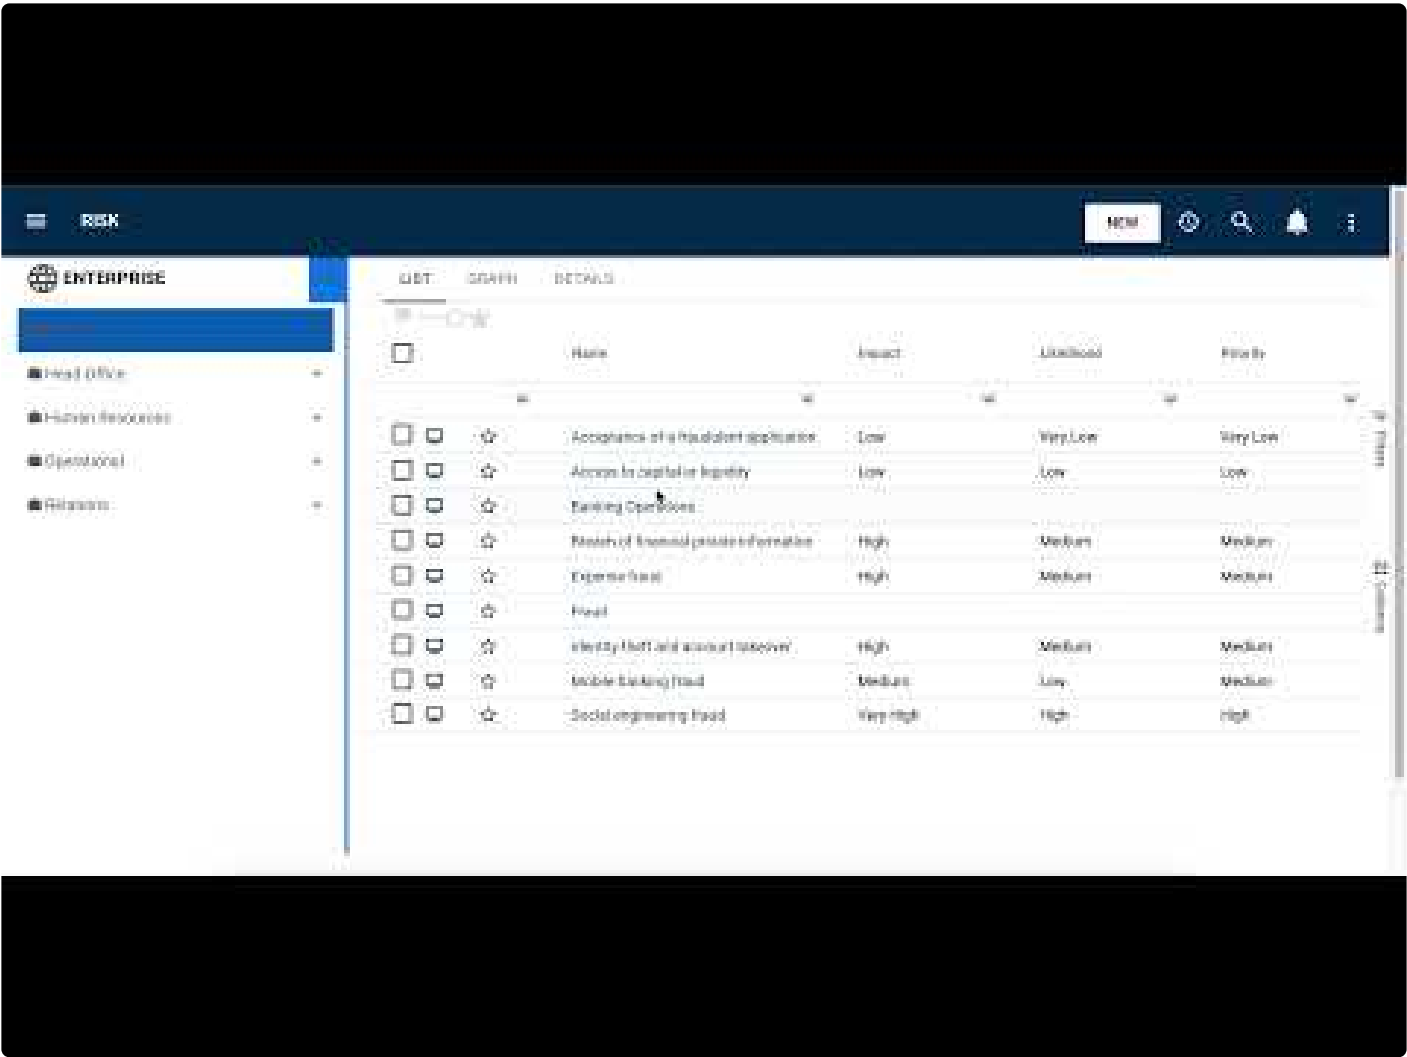 RISK
NEW
ENTERPRISE
LIST GRAPH DETAILS
Head Office
Human Resources
Operational
Relations
Name Impact Likelihood Priority
Acceptance of a fraudulent application Low Very Low Very Low
Access to capital or liquidity Low Low Low
Banking Operations
Breach of financial private information High Medium Medium
Expense fraud High Medium Medium
Fraud
Identity theft and account takeover High Medium Medium
Mobile banking fraud Medium Low Medium
Social engineering fraud Very High High High